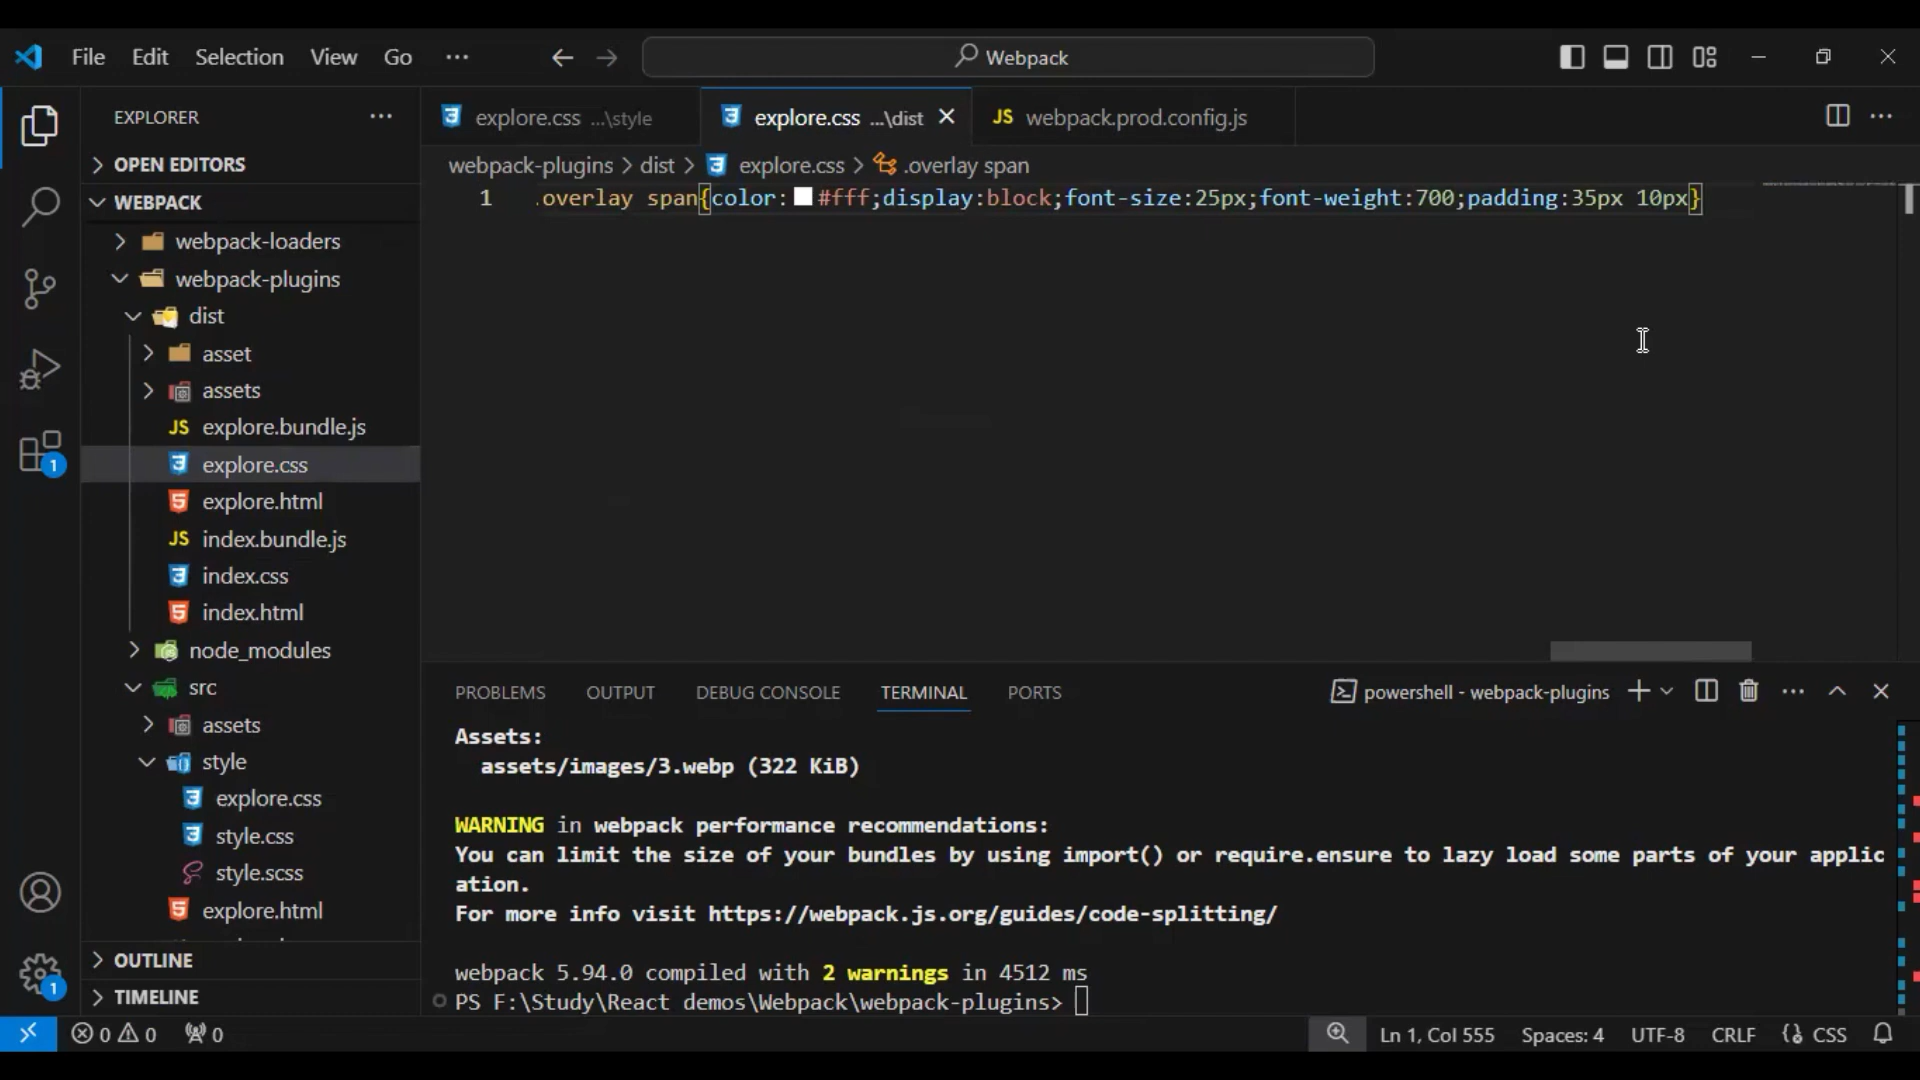 File Edit Selection View Go ··· Webpack
EXPLORER ···
explore.css ...\style
explore.css ...\dist
JS webpack.prod.config.js
OPEN EDITORS
webpack-plugins > dist > explore.css > .overlay span
WEBPACK
1 .overlay span{color:#fff;display:block;font-size:25px;font-weight:700;padding:35px 10px}
webpack-loaders
webpack-plugins
dist
asset
assets
JS explore.bundle.js
explore.css
explore.html
JS index.bundle.js
index.css
index.html
node_modules
src
assets
style
explore.css
style.css
style.scss
explore.html
OUTLINE
TIMELINE
1
1
PROBLEMS OUTPUT DEBUG CONSOLE TERMINAL PORTS powershell - webpack-plugins
Assets:
assets/images/3.webp (322 KiB)
WARNING in webpack performance recommendations:
You can limit the size of your bundles by using import() or require.ensure to lazy load some parts of your applic
ation.
For more info visit https://webpack.js.org/guides/code-splitting/
webpack 5.94.0 compiled with 2 warnings in 4512 ms
PS F:\Study\React demos\Webpack\webpack-plugins>
0 0 0 Ln 1, Col 555 Spaces: 4 UTF-8 CRLF CSS